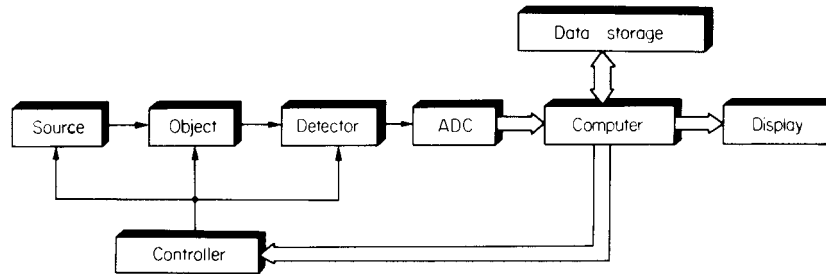 Data storage
Source
Object
Detector
ADC
Computer
Display
Controller